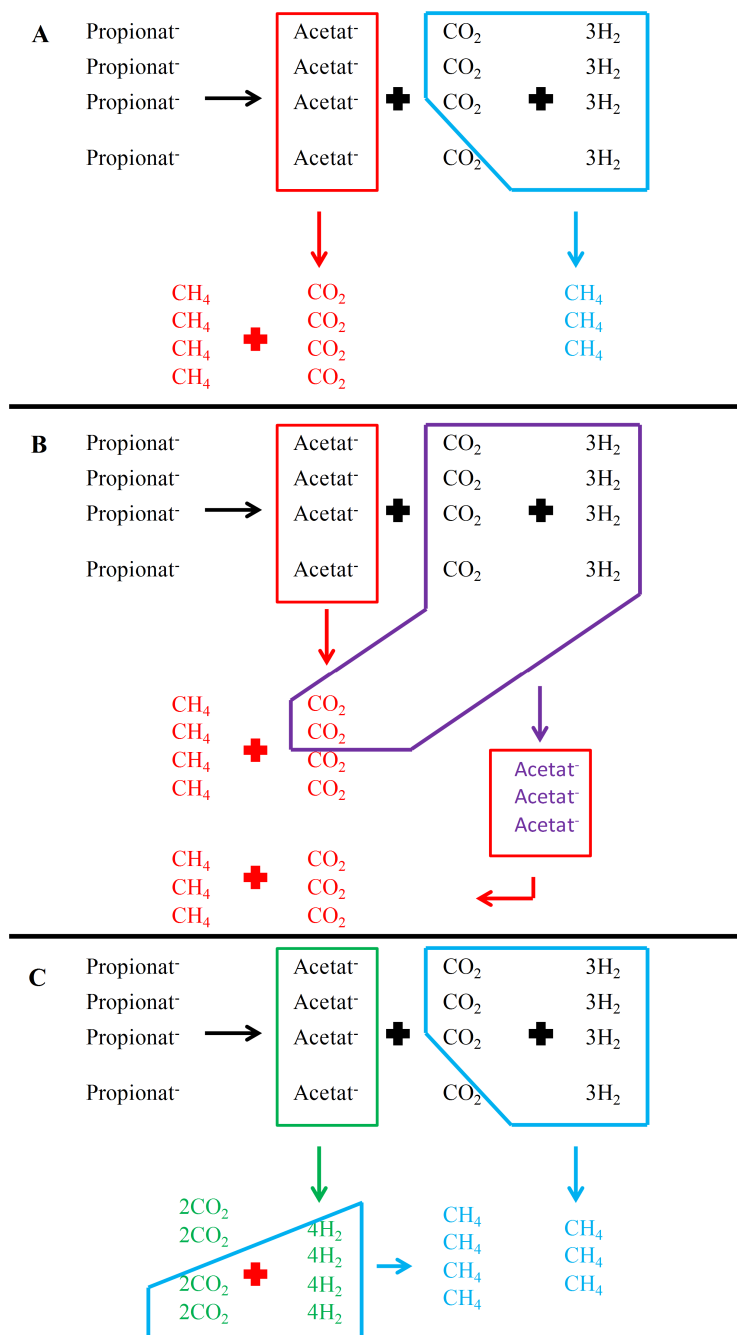 A Propionat⁻ Acetat⁻ CO₂ 3H₂
Propionat⁻ Acetat⁻ CO₂ 3H₂
Propionat⁻ Acetat⁻ CO₂ 3H₂
Propionat⁻ Acetat⁻ CO₂ 3H₂
CH₄ CO₂ CH₄
CH₄ CO₂ CH₄
CH₄ CO₂ CH₄
CH₄ CO₂
B Propionat⁻ Acetat⁻ CO₂ 3H₂
Propionat⁻ Acetat⁻ CO₂ 3H₂
Propionat⁻ Acetat⁻ CO₂ 3H₂
Propionat⁻ Acetat⁻ CO₂ 3H₂
CH₄ CO₂
CH₄ CO₂
CH₄ CO₂
CH₄ CO₂
Acetat⁻
Acetat⁻
Acetat⁻
CH₄ CO₂
CH₄ CO₂
CH₄ CO₂
C Propionat⁻ Acetat⁻ CO₂ 3H₂
Propionat⁻ Acetat⁻ CO₂ 3H₂
Propionat⁻ Acetat⁻ CO₂ 3H₂
Propionat⁻ Acetat⁻ CO₂ 3H₂
2CO₂ 4H₂ CH₄ CH₄
2CO₂ 4H₂ CH₄ CH₄
2CO₂ 4H₂ CH₄ CH₄
2CO₂ 4H₂ CH₄